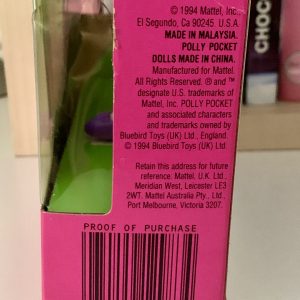 © 1994 Mattel, Inc.,
El Segundo, CA 90245 U.S.A.
MADE IN MALAYSIA.
POLLY POCKET
DOLLS MADE IN CHINA.
Manufactured for Mattel.
All Rights Reserved. ® and ™
designate U.S. trademarks of
Mattel, Inc. POLLY POCKET
and associated characters
and trademarks owned by
Bluebird Toys (UK) Ltd., England.
© 1994 Bluebird Toys (UK) Ltd.
Retain this address for future
reference: Mattel, U.K. Ltd.,
Meridian West, Leicester LE3
2WT. Mattel Australia Pty., Ltd.,
Port Melbourne, Victoria 3207.
PROOF OF PURCHASE
CHOC